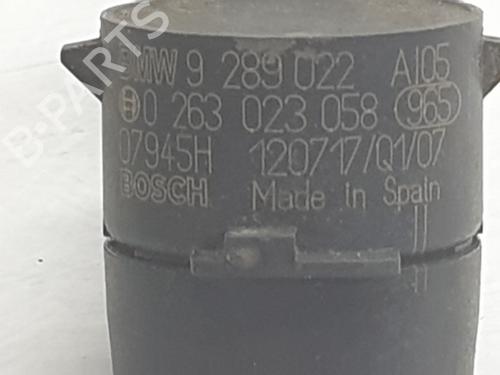 BMW 9 289 022 AI05
0 263 023 058 965
07945H 120717/Q1/07
BOSCH Made in Spain
B-PARTS